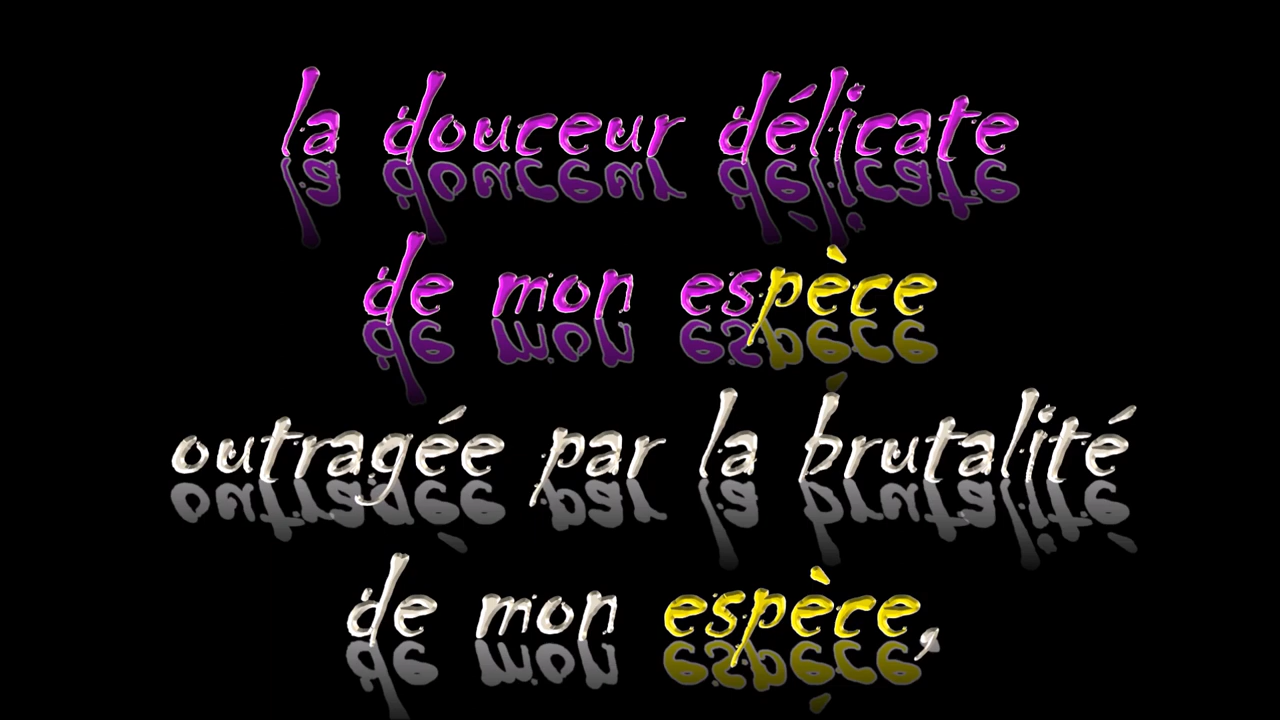 la douceur délicate
de mon espèce
outragée par la brutalité
de mon espèce,